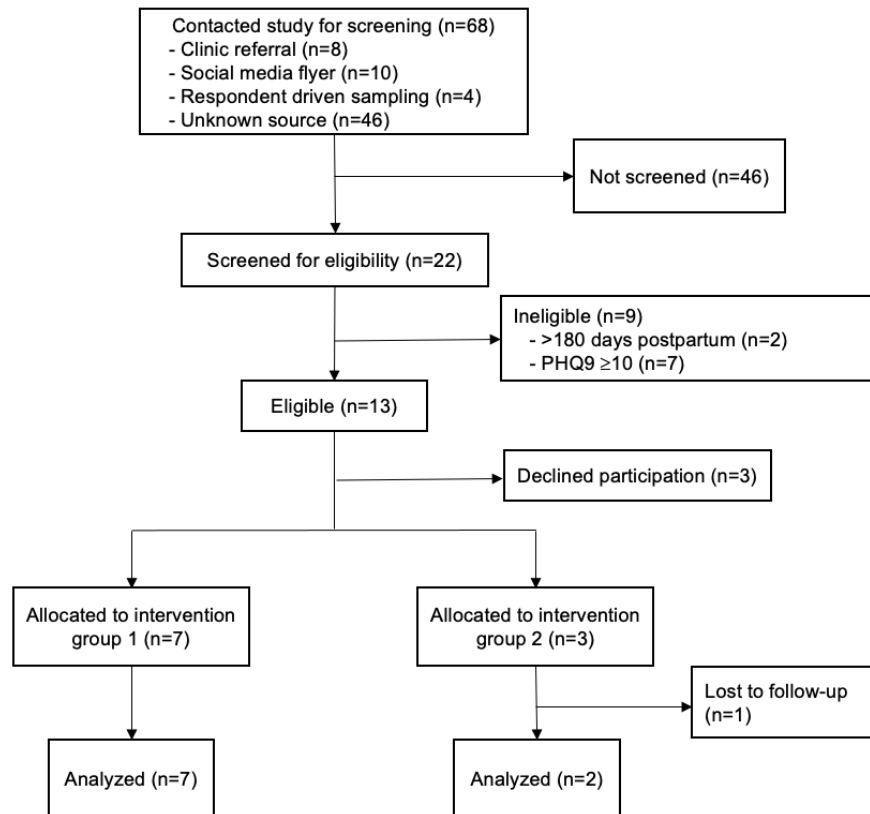 Contacted study for screening (n=68)
- Clinic referral (n=8)
- Social media flyer (n=10)
- Respondent driven sampling (n=4)
- Unknown source (n=46)
Not screened (n=46)
Screened for eligibility (n=22)
Ineligible (n=9)
- >180 days postpartum (n=2)
- PHQ9 ≥10 (n=7)
Eligible (n=13)
Declined participation (n=3)
Allocated to intervention
group 1 (n=7)
Allocated to intervention
group 2 (n=3)
Lost to follow-up
(n=1)
Analyzed (n=7)
Analyzed (n=2)